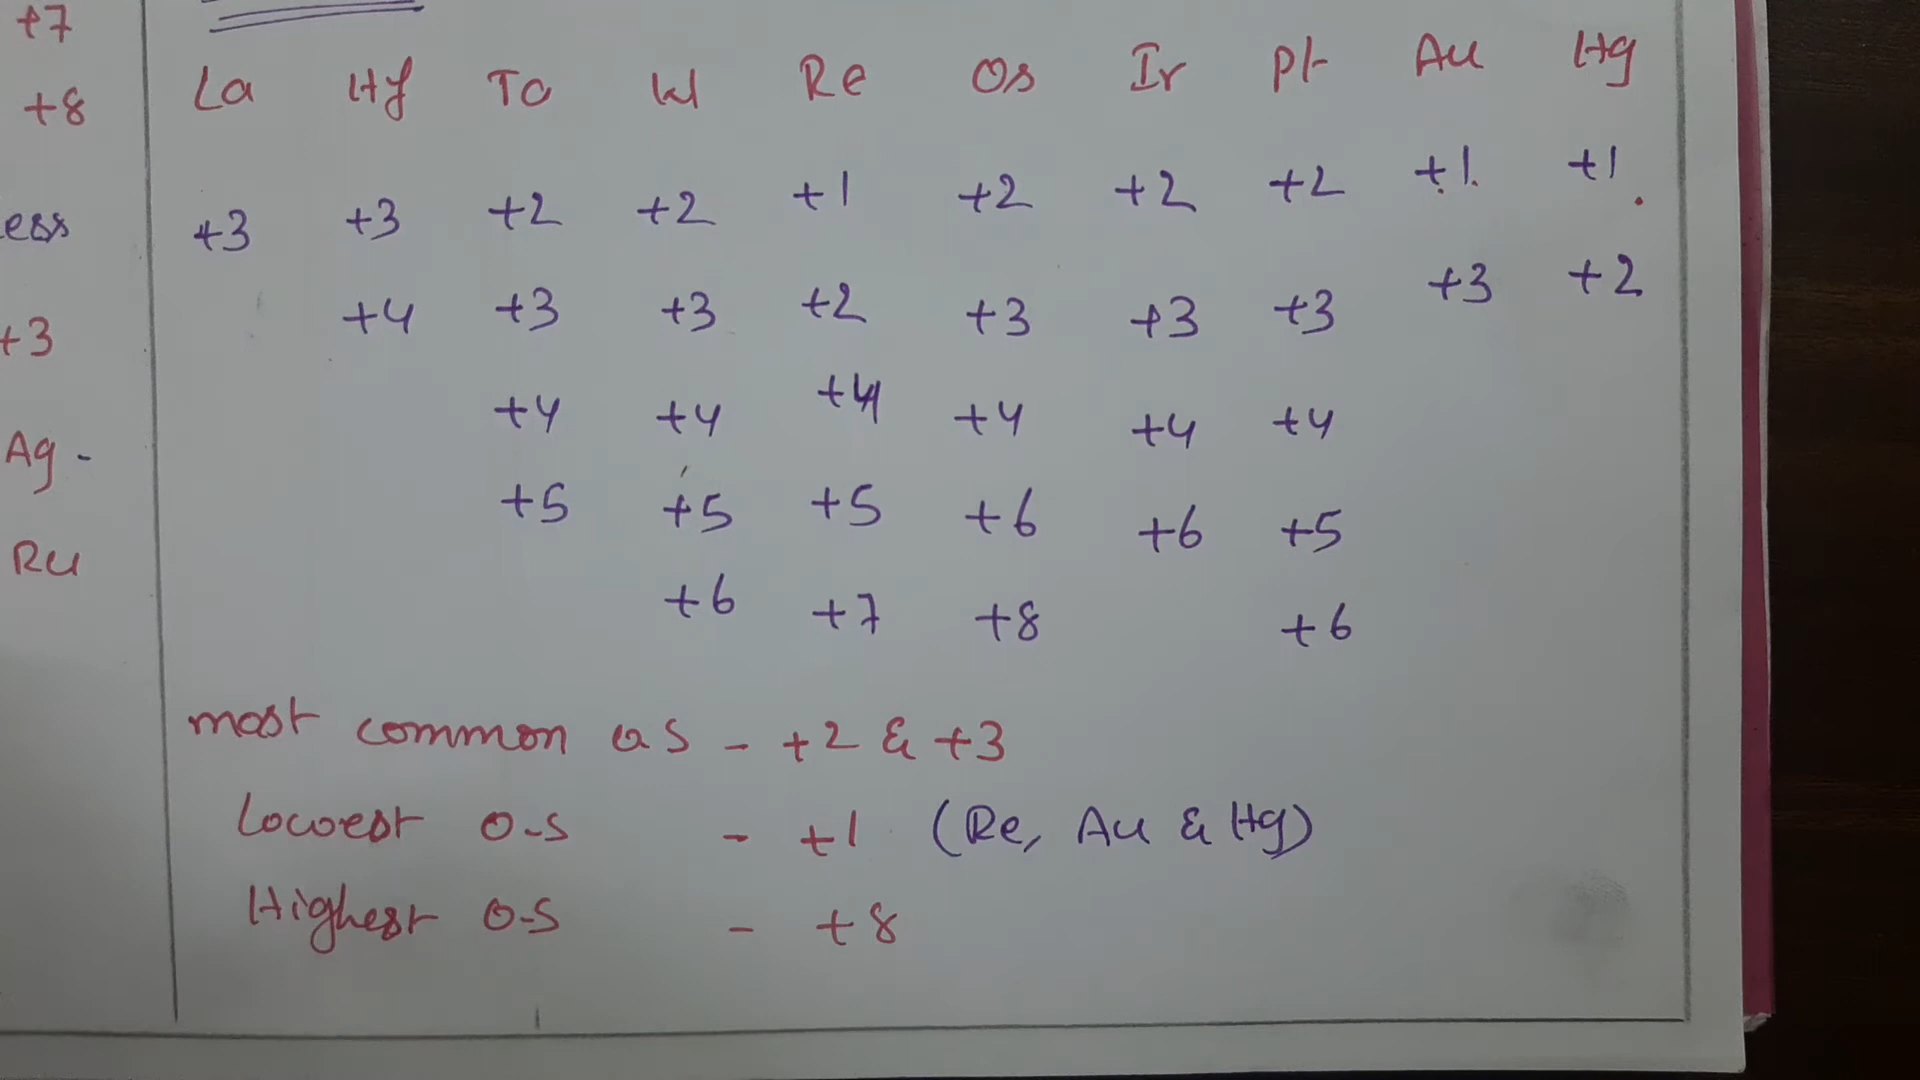 +7
+8
ess
+3
Ag -
Ru
La Hf Ta W Re Os Ir Pt Au Hg
+3 +3 +2 +2 +1 +2 +2 +2 +1 +1
+4 +3 +3 +2 +3 +3 +3 +3 +2
+4 +4 +4 +4 +4 +4
+5 +5 +5 +6 +6 +5
+6 +7 +8 +6
most common OS - +2 & +3
Lowest O-S - +1 (Re, Au & Hg)
Highest O-S - +8